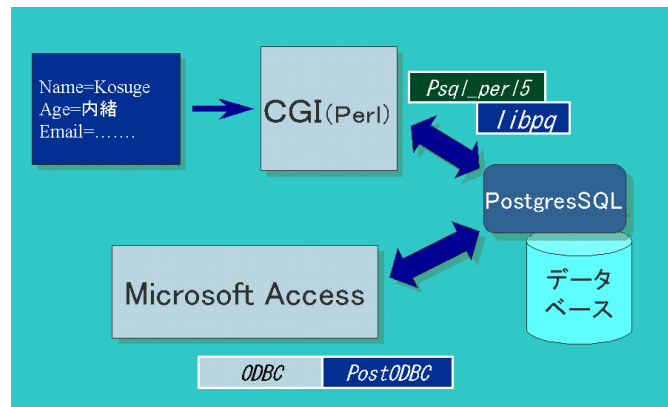 Name=Kosuge
Age=内緒
Email=.......
CGI(Perl)
Psql_perl5
libpq
PostgresSQL
データ
ベース
Microsoft Access
ODBC
PostODBC